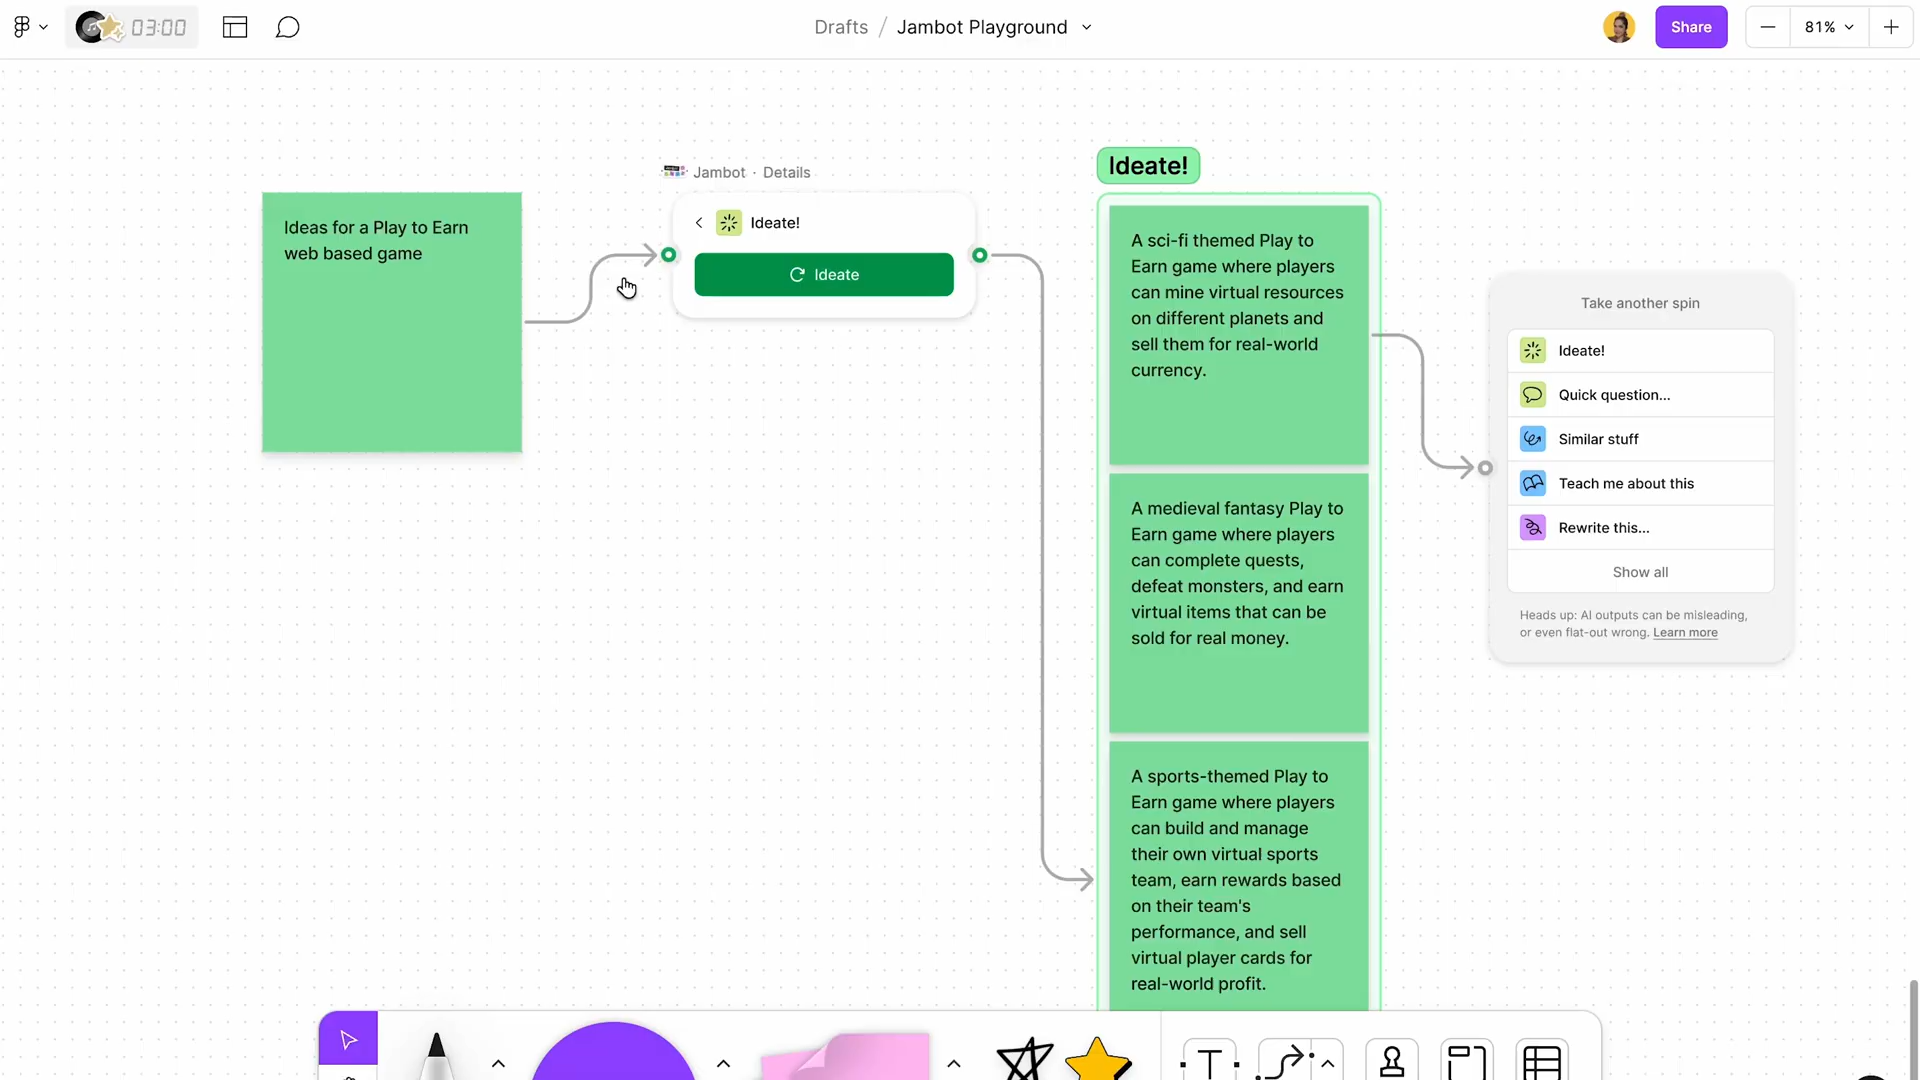 03:00
Drafts / Jambot Playground
Share
81%
Jambot · Details
Ideas for a Play to Earn
web based game
Ideate!
Ideate
Ideate!
A sci-fi themed Play to
Earn game where players
can mine virtual resources
on different planets and
sell them for real-world
currency.
A medieval fantasy Play to
Earn game where players
can complete quests,
defeat monsters, and earn
virtual items that can be
sold for real money.
A sports-themed Play to
Earn game where players
can build and manage
their own virtual sports
team, earn rewards based
on their team's
performance, and sell
virtual player cards for
real-world profit.
Take another spin
Ideate!
Quick question...
Similar stuff
Teach me about this
Rewrite this...
Show all
Heads up: AI outputs can be misleading,
or even flat-out wrong. Learn more
T